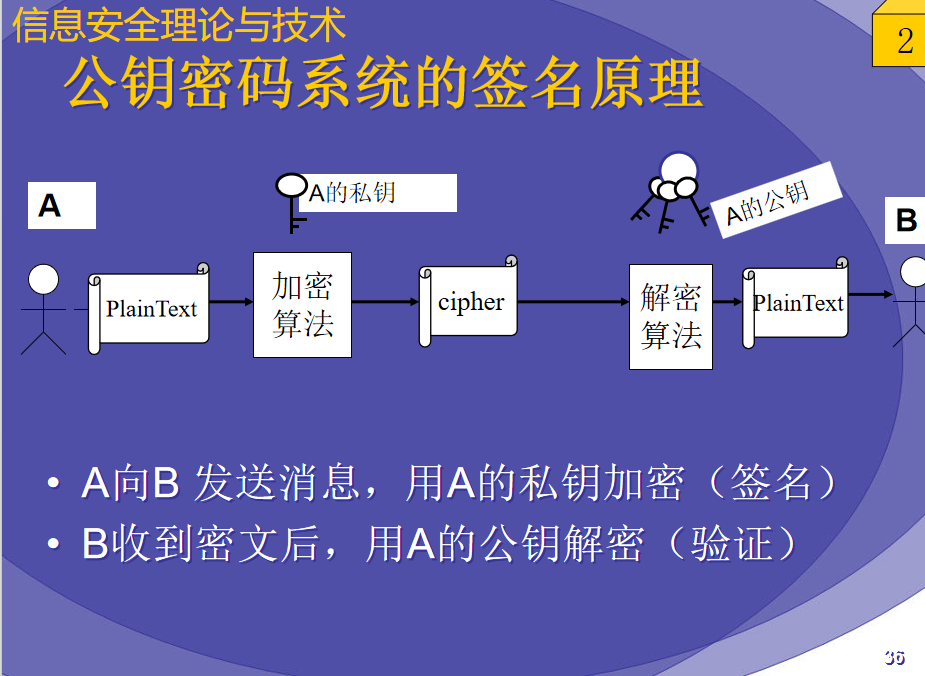 信息安全理论与技术
2
公钥密码系统的签名原理
A
A的私钥
A的公钥
B
PlainText
加密
算法
cipher
解密
算法
PlainText
• A向B 发送消息，用A的私钥加密（签名）
• B收到密文后，用A的公钥解密（验证）
36